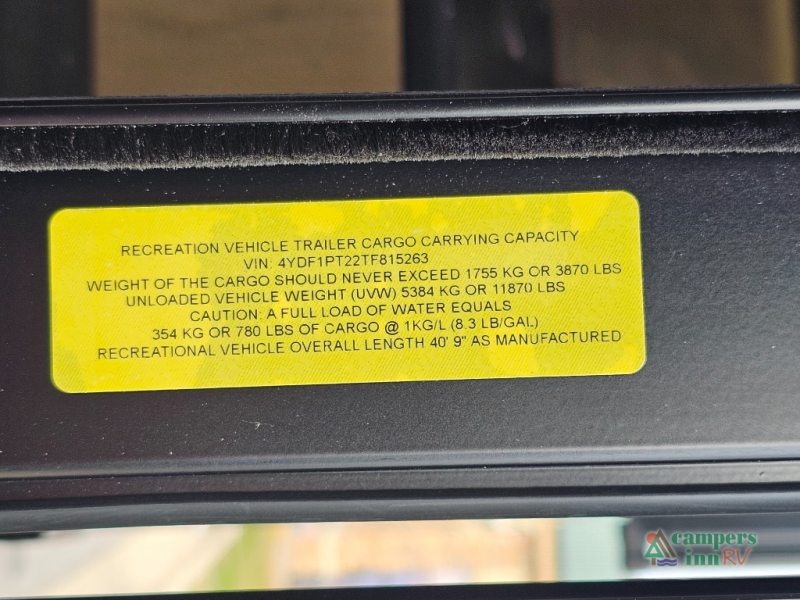 RECREATION VEHICLE TRAILER CARGO CARRYING CAPACITY
VIN: 4YDF1PT22TF815263
WEIGHT OF THE CARGO SHOULD NEVER EXCEED 1755 KG OR 3870 LBS
UNLOADED VEHICLE WEIGHT (UVW) 5384 KG OR 11870 LBS
CAUTION: A FULL LOAD OF WATER EQUALS
354 KG OR 780 LBS OF CARGO @ 1KG/L (8.3 LB/GAL)
RECREATIONAL VEHICLE OVERALL LENGTH 40' 9" AS MANUFACTURED
campers
inn RV